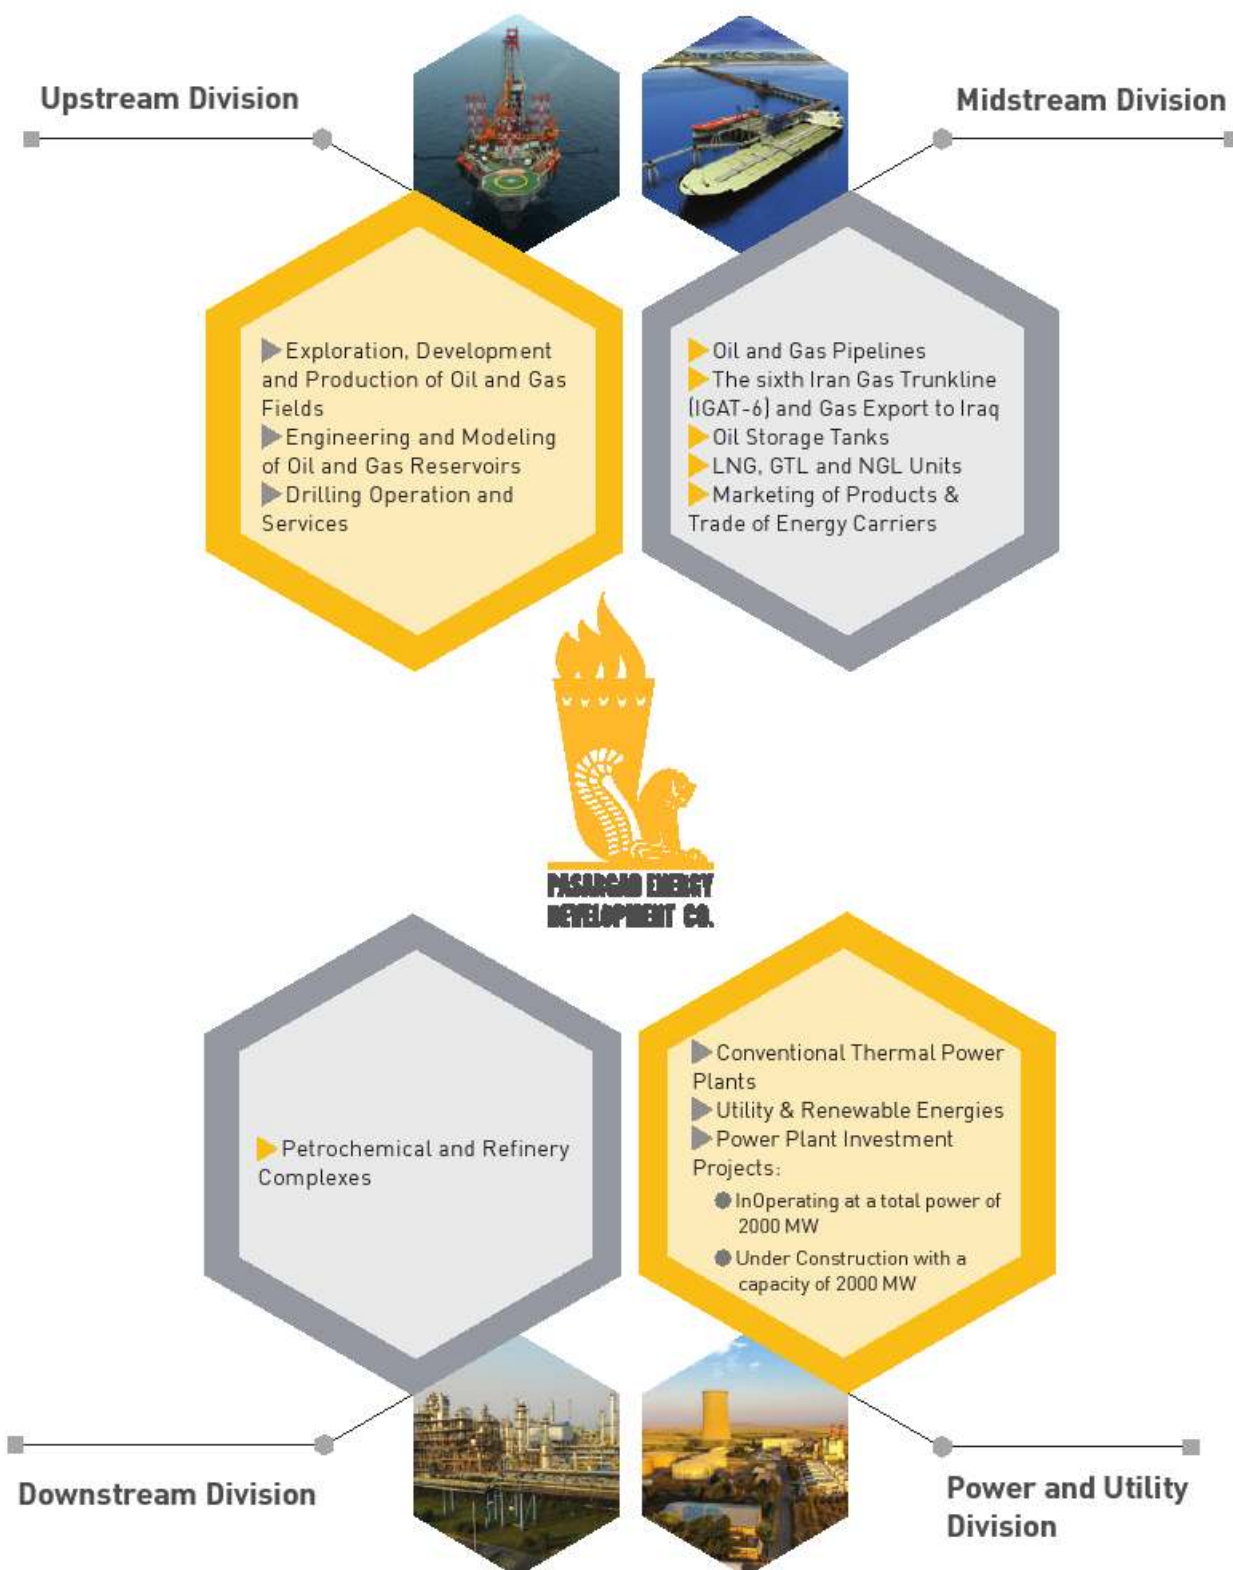 Upstream Division
Midstream Division
Exploration, Development
and Production of Oil and Gas
Fields
Engineering and Modeling
of Oil and Gas Reservoirs
Drilling Operation and
Services
Oil and Gas Pipelines
The sixth Iran Gas Trunkline
(IGAT-6) and Gas Export to Iraq
Oil Storage Tanks
LNG, GTL and NGL Units
Marketing of Products &
Trade of Energy Carriers
PASARGAD ENERGY
DEVELOPMENT CO.
Petrochemical and Refinery
Complexes
Conventional Thermal Power
Plants
Utility & Renewable Energies
Power Plant Investment
Projects:
InOperating at a total power of
2000 MW
Under Construction with a
capacity of 2000 MW
Downstream Division
Power and Utility
Division